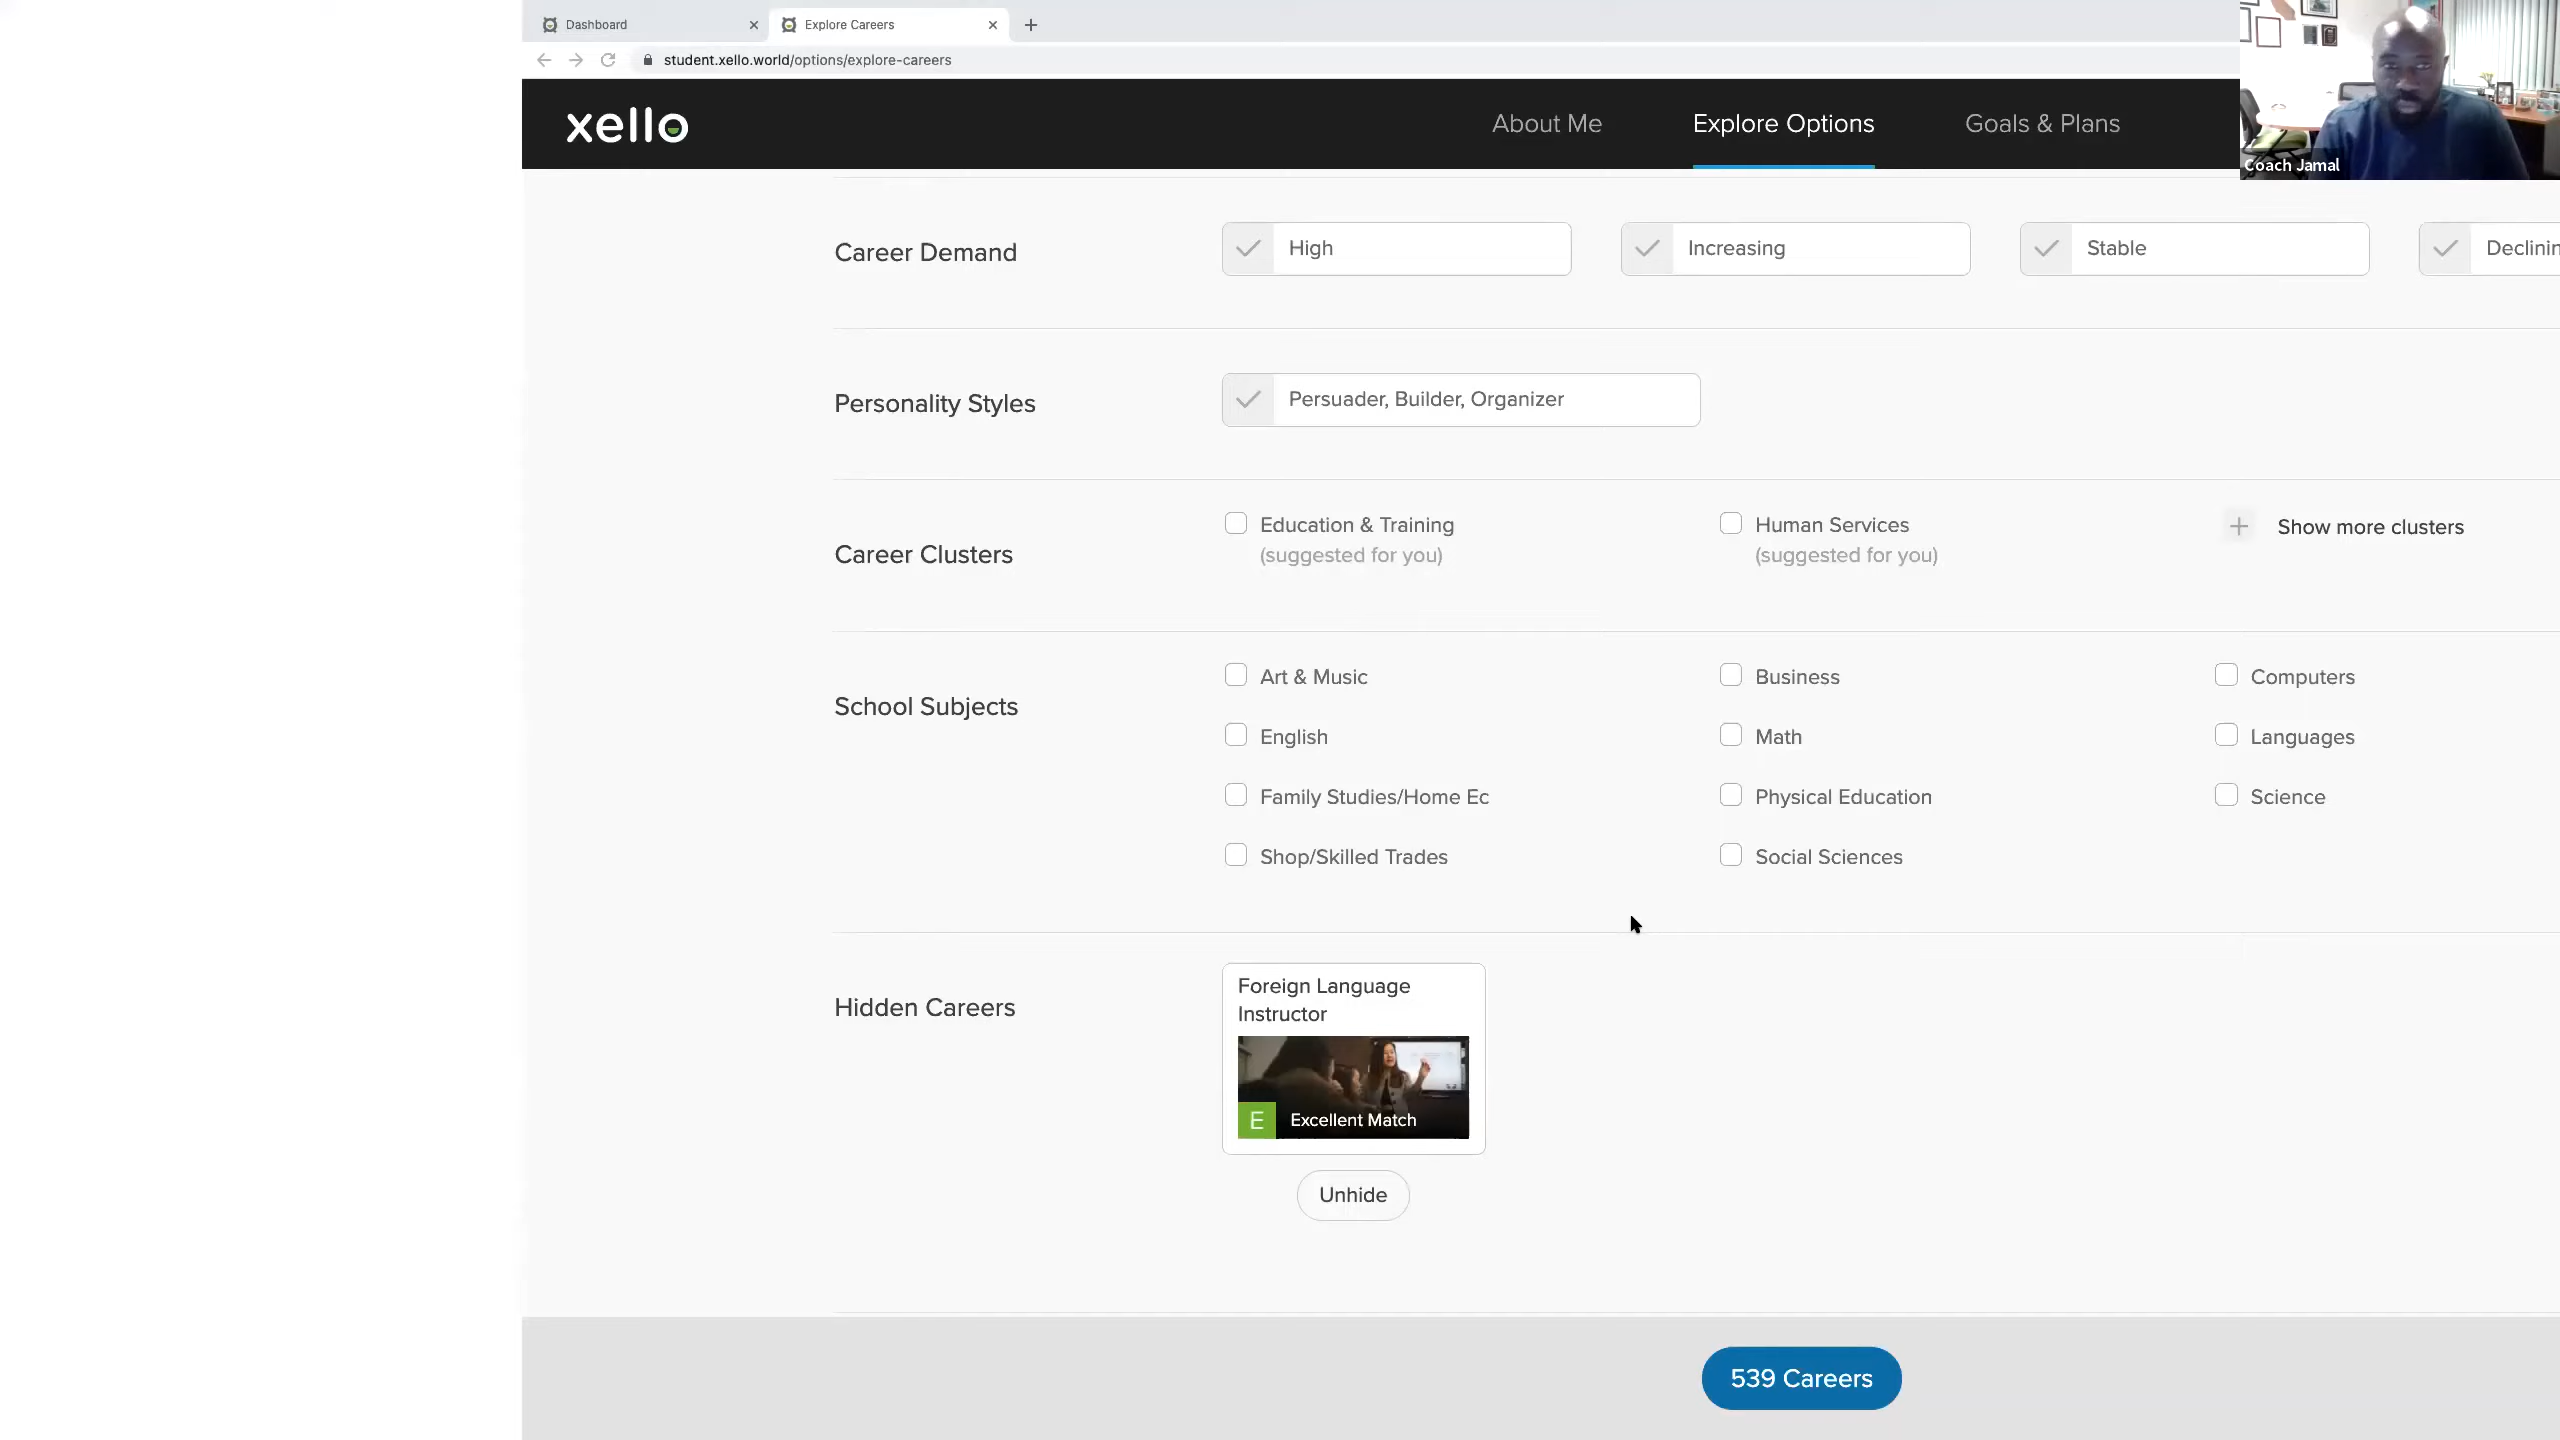 Dashboard
Explore Careers
student.xello.world/options/explore-careers
xello
About Me
Explore Options
Goals & Plans
Coach Jamal
Career Demand
High
Increasing
Stable
Declinin
Personality Styles
Persuader, Builder, Organizer
Career Clusters
Education & Training
(suggested for you)
Human Services
(suggested for you)
Show more clusters
School Subjects
Art & Music
Business
Computers
English
Math
Languages
Family Studies/Home Ec
Physical Education
Science
Shop/Skilled Trades
Social Sciences
Hidden Careers
Foreign Language
Instructor
E
Excellent Match
Unhide
539 Careers